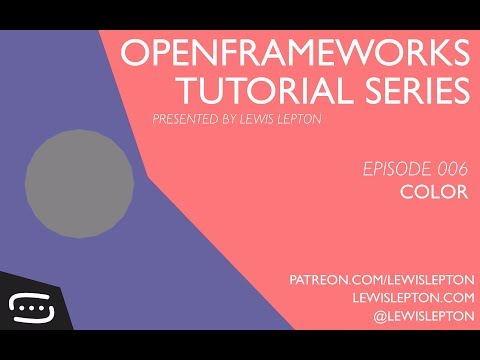 OPENFRAMEWORKS
TUTORIAL SERIES
PRESENTED BY LEWIS LEPTON
EPISODE 006
COLOR
PATREON.COM/LEWISLEPTON
LEWISLEPTON.COM
@LEWISLEPTON